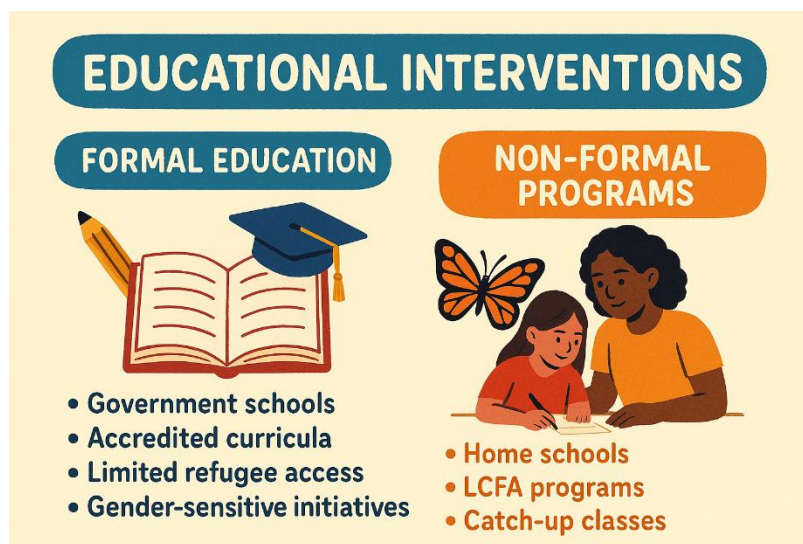 EDUCATIONAL INTERVENTIONS
FORMAL EDUCATION
• Government schools
• Accredited curricula
• Limited refugee access
• Gender-sensitive initiatives
NON-FORMAL
PROGRAMS
• Home schools
• LCFA programs
• Catch-up classes